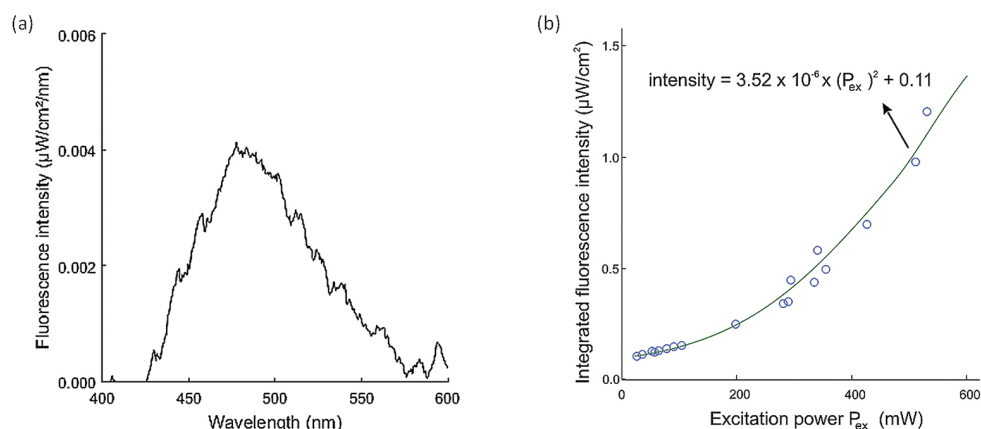 (a)
0.006
0.004
0.002
0.000
400
450
500
550
600
Wavelength (nm)
Fluorescence intensity (µW/cm²/nm)
(b)
1.5
1.0
0.5
0.0
0
200
400
600
Excitation power Pex (mW)
Integrated fluorescence intensity (µW/cm²)
intensity = 3.52 x 10⁻⁶ x (Pex )² + 0.11